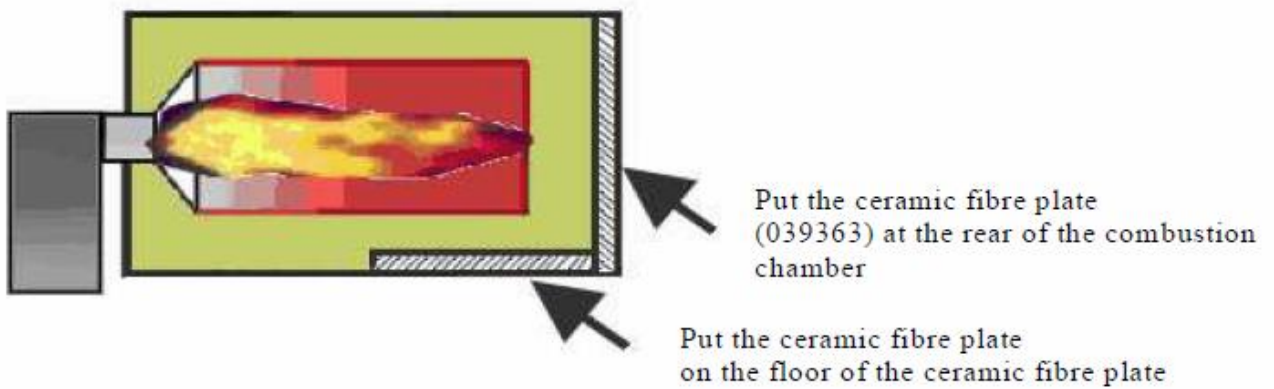 Put the ceramic fibre plate
(039363) at the rear of the combustion
chamber
Put the ceramic fibre plate
on the floor of the ceramic fibre plate